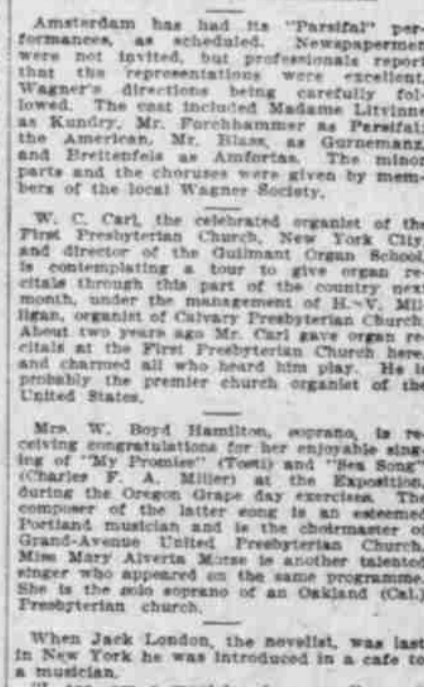 Amsterdam has had its "Parsifal" per-
formances, as scheduled. Newspapermen
were not invited, but professionals report
that the representations were excellent,
Wagner's directions being carefully fol-
lowed. The cast included Madame Litvinne
as Kundry, Mr. Forchhammer as Parsifal;
the American, Mr. Blass, as Gurnemanz,
and Breitenfels as Amfortas. The minor
parts and the choruses were given by mem-
bers of the local Wagner Society.
W. C. Carl, the celebrated organist of the
First Presbyterian Church, New York City,
and director of the Guilmant Organ School,
is contemplating a tour to give organ re-
citals through this part of the country next
month, under the management of H. V. Mil-
ligan, organist of Calvary Presbyterian Church.
About two years ago Mr. Carl gave organ re-
citals at the First Presbyterian Church here,
and charmed all who heard him play. He is
probably the premier church organist of the
United States.
Mrs. W. Boyd Hamilton, soprano, is re-
ceiving congratulations for her enjoyable sing-
ing of "My Promise" (Tosti) and "Sea Song"
(Charles F. A. Miller) at the Exposition,
during the Oregon Grape day exercises. The
composer of the latter song is an esteemed
Portland musician and is the choirmaster of
Grand-Avenue United Presbyterian Church.
Miss Mary Alverta Morse is another talented
singer who appeared on the same programme.
She is the solo soprano of an Oakland (Cal.)
Presbyterian church.
When Jack London, the novelist, was last
in New York he was introduced in a cafe to
a musician.